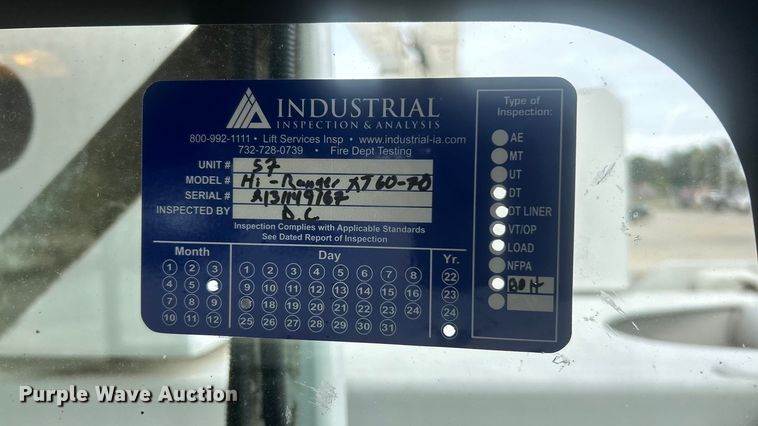 INDUSTRIAL
INSPECTION & ANALYSIS
800-992-1111 • Lift Services Insp • www.industrial-ia.com
732-728-0739 • Fire Dept Testing
UNIT # 57
MODEL # Hi-Ranger XT60-70
SERIAL #
INSPECTED BY D.C
Inspection Complies with Applicable Standards
See Dated Report of Inspection
Type of
Inspection:
AE
MT
UT
DT
DT LINER
VT/OP
LOAD
NFPA
Month
1 2 3
4 5
7 8 9
10 11 12
Day
1 2 3 4 5 6 7 8
9 10 11 12 13 14 15 16
18 19 20 21 22 23 24
25 26 27 28 29 30 31
Yr.
22
23
24
Purple Wave Auction